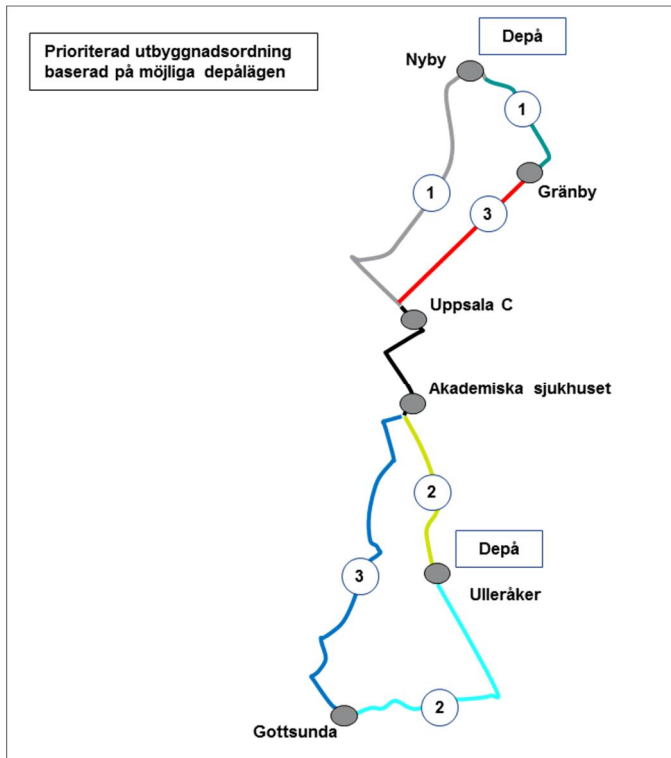 Prioriterad utbyggnadsordning
baserad på möjliga depålägen
Depå
Nyby
1
1
Gränby
3
Uppsala C
Akademiska sjukhuset
2
Depå
3
Ulleråker
2
Gottsunda